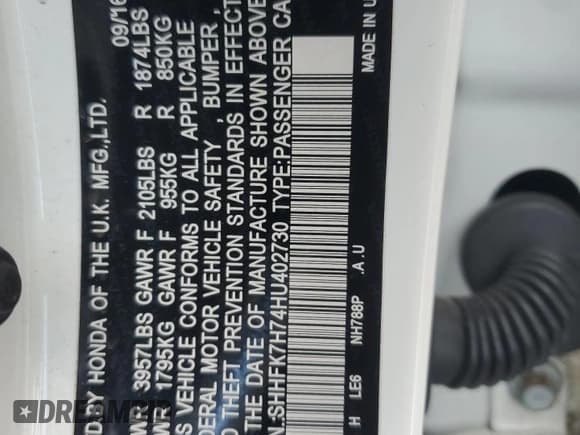 D BY HONDA OF THE U.K. MFG.,LTD. 09/16
3957LBS GAWR F 2105LBS R 1874LBS
1795KG GAWR F 955KG R 850KG
S VEHICLE CONFORMS TO ALL APPLICABLE
DERAL MOTOR VEHICLE SAFETY , BUMPER ,
D THEFT PREVENTION STANDARDS IN EFFECT
THE DATE OF MANUFACTURE SHOWN ABOVE
N:SHHFK7H74HU402730 TYPE:PASSENGER CA
H LE6 NH788P .A .U MADE IN U
DREAMBID